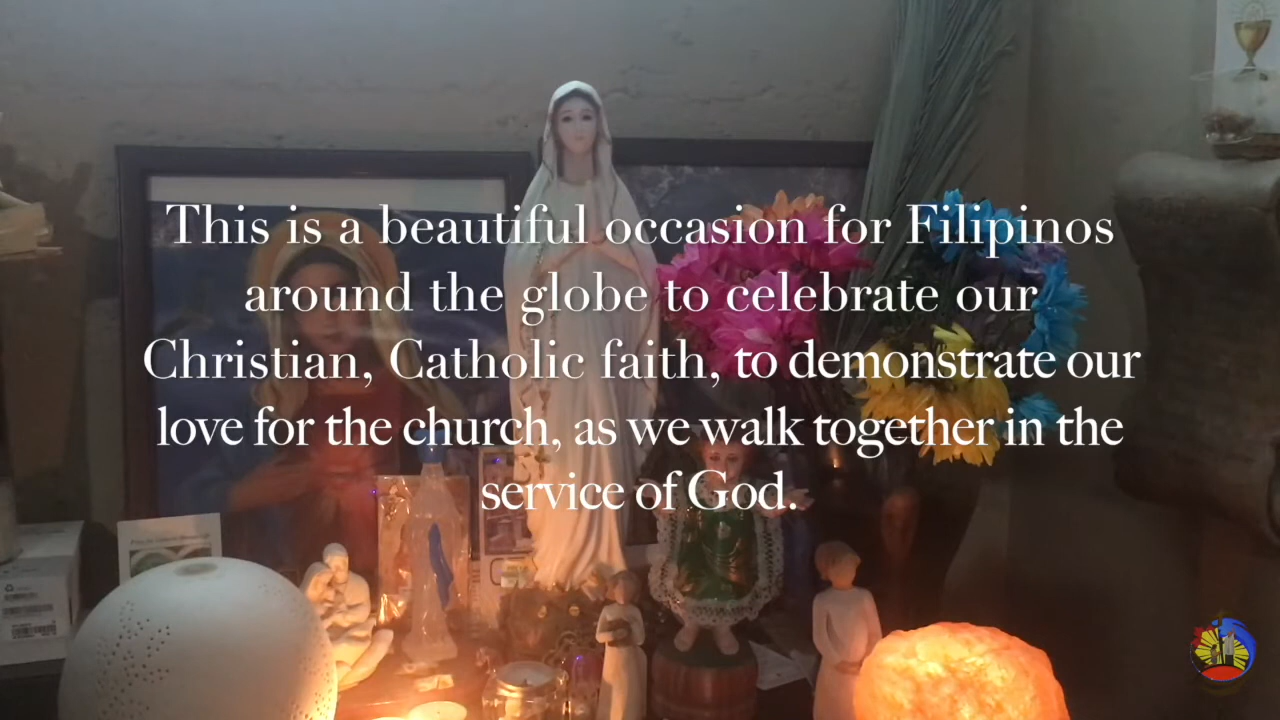 This is a beautiful occasion for Filipinos
around the globe to celebrate our
Christian, Catholic faith, to demonstrate our
love for the church, as we walk together in the
service of God.